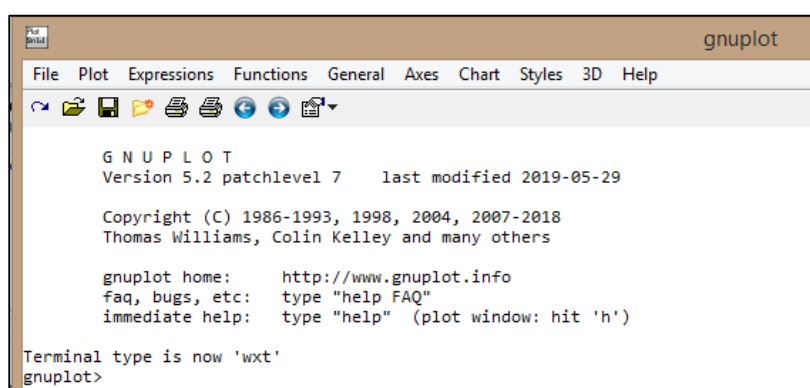 gnuplot
File Plot Expressions Functions General Axes Chart Styles 3D Help
G N U P L O T
Version 5.2 patchlevel 7    last modified 2019-05-29
Copyright (C) 1986-1993, 1998, 2004, 2007-2018
Thomas Williams, Colin Kelley and many others
gnuplot home:     http://www.gnuplot.info
faq, bugs, etc:   type "help FAQ"
immediate help:   type "help"  (plot window: hit 'h')
Terminal type is now 'wxt'
gnuplot>